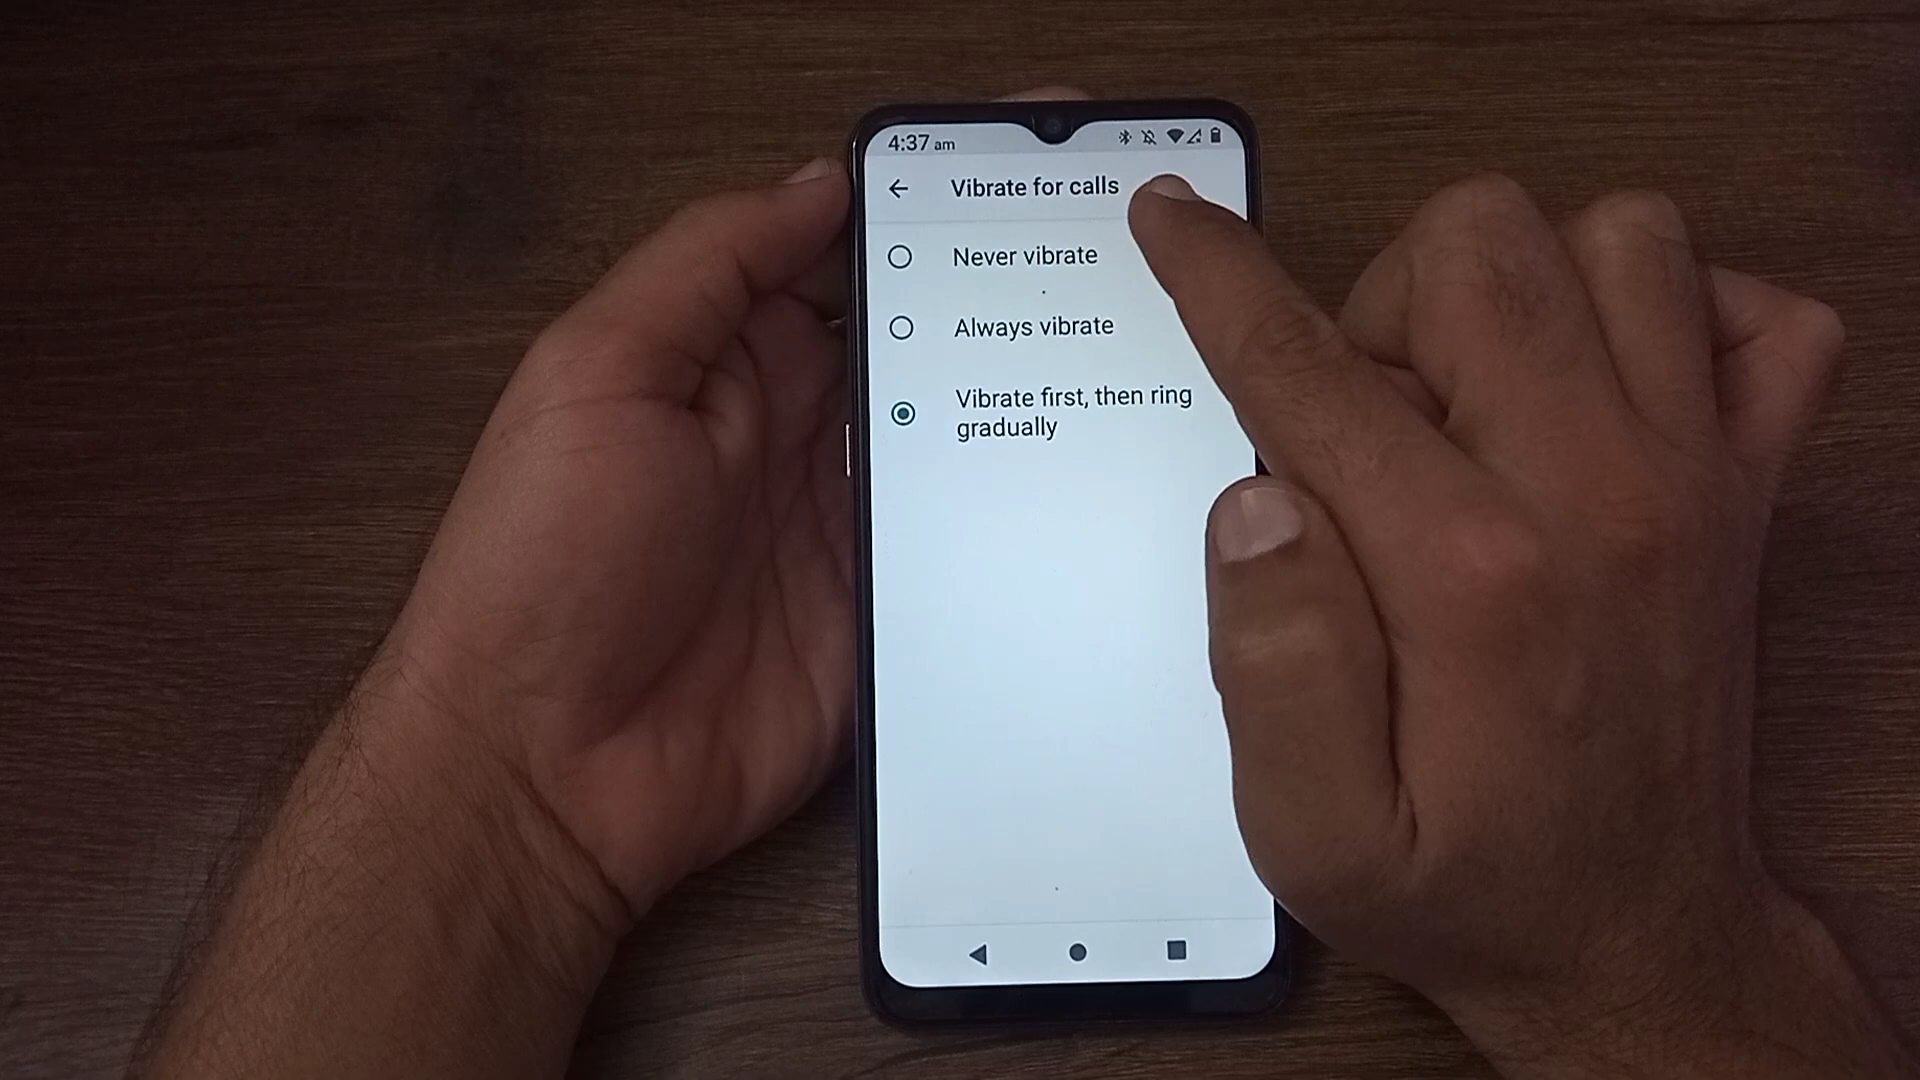 4:37 am
Vibrate for calls
Never vibrate
Always vibrate
Vibrate first, then ring
gradually